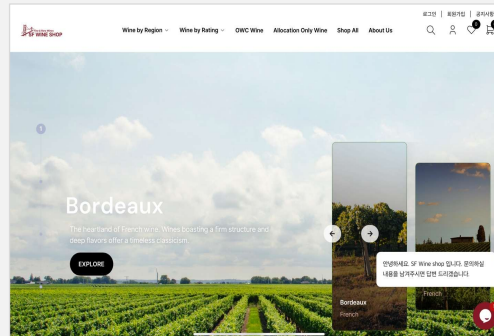 로그인 | 회원가입 | 공지사항
SF WINE SHOP
Wine by Region
Wine by Rating
OWC Wine
Allocation Only Wine
Shop All
About Us
1
Bordeaux
The heartland of French wine. Wines boasting a firm structure and
deep flavors offer a timeless classicism.
EXPLORE
Bordeaux
French
French
안녕하세요. SF Wine shop 입니다. 문의하실
내용을 남겨주시면 답변 드리겠습니다.